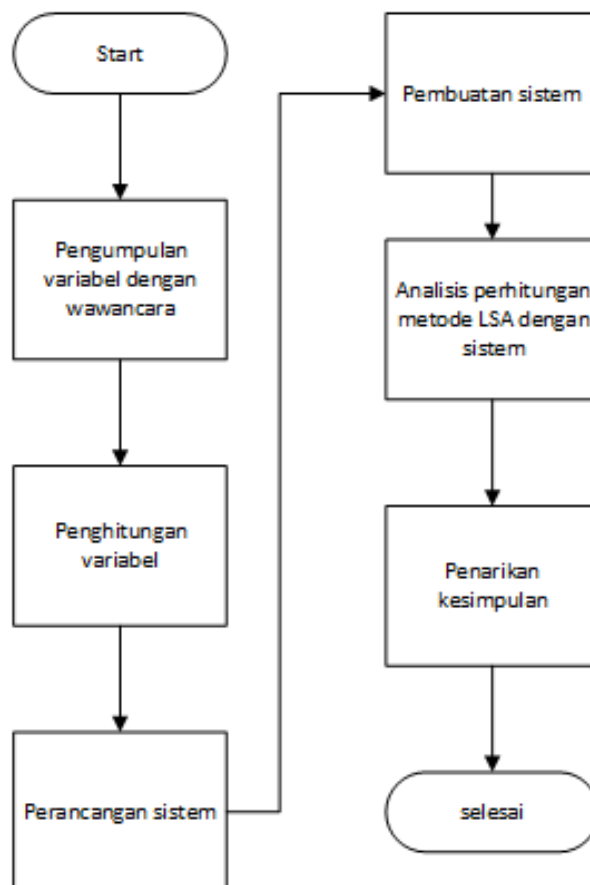 Start
Pengumpulan
variabel dengan
wawancara
Penghitungan
variabel
Perancangan sistem
Pembuatan sistem
Analisis perhitungan
metode LSA dengan
sistem
Penarikan
kesimpulan
selesai